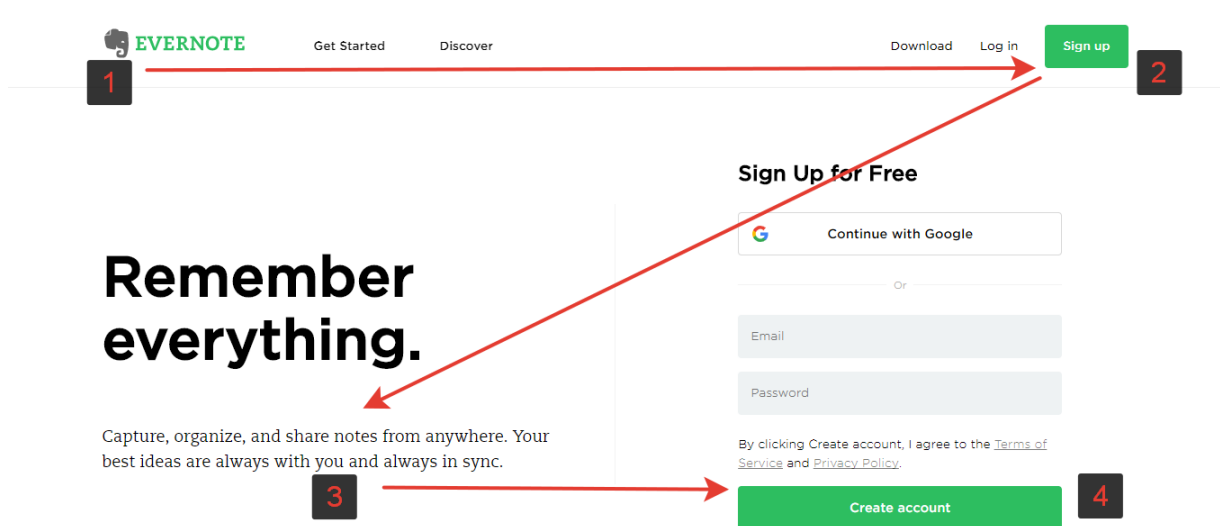 EVERNOTE Get Started Discover Download Log in Sign up
1 2
Sign Up for Free
Continue with Google
Or
Remember
everything.
Email
Password
Capture, organize, and share notes from anywhere. Your
best ideas are always with you and always in sync.
By clicking Create account, I agree to the Terms of
Service and Privacy Policy.
3 4
Create account